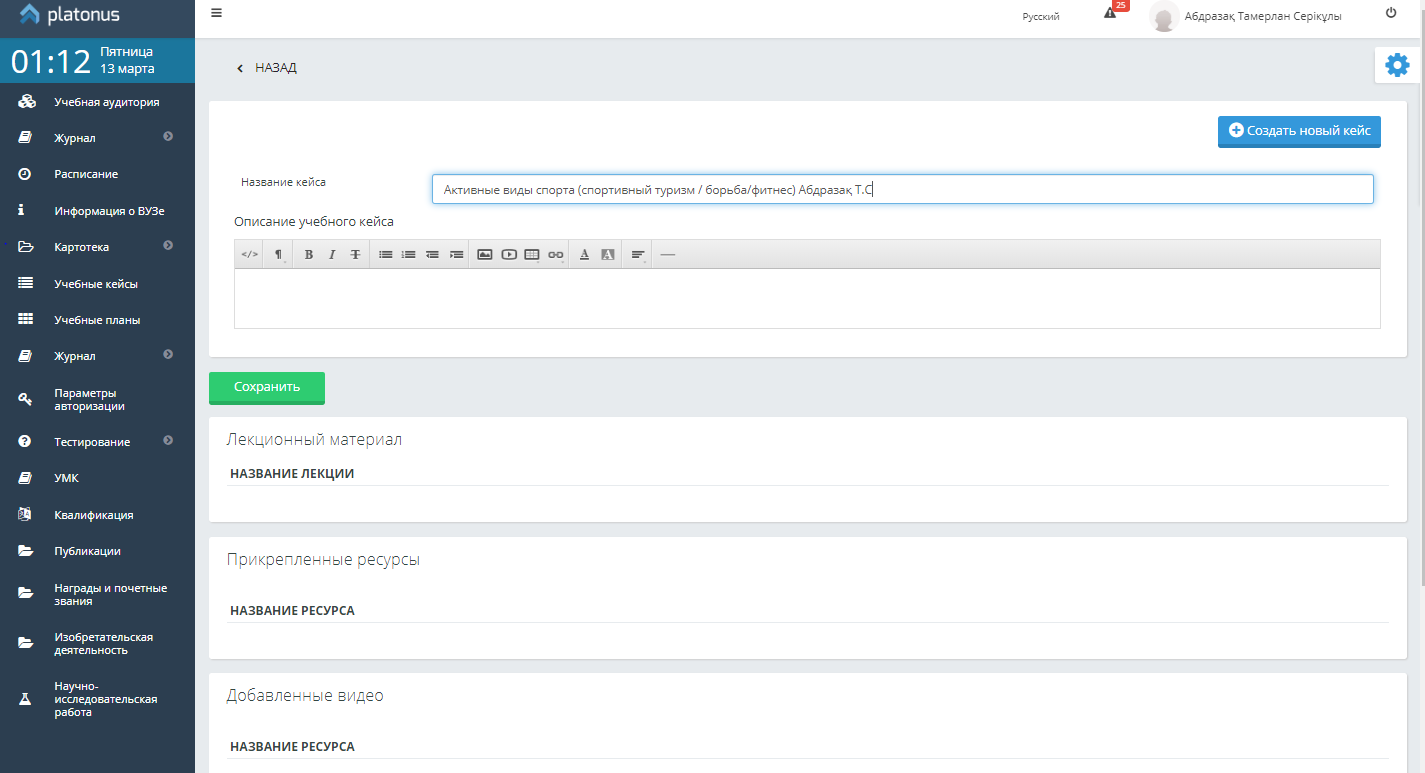 platonus
Русский
25
Абдразақ Тамерлан Серікұлы
01:12
Пятница
13 марта
НАЗАД
Учебная аудитория
Журнал
Расписание
Информация о ВУЗе
Картотека
Учебные кейсы
Учебные планы
Журнал
Параметры
авторизации
Тестирование
УМК
Квалификация
Публикации
Награды и почетные
звания
Изобретательская
деятельность
Научно-
исследовательская
работа
Создать новый кейс
Название кейса
Активные виды спорта (спортивный туризм / борьба/фитнес) Абдразақ Т.С
Описание учебного кейса
</> ¶ B I T A A
Сохранить
Лекционный материал
НАЗВАНИЕ ЛЕКЦИИ
Прикрепленные ресурсы
НАЗВАНИЕ РЕСУРСА
Добавленные видео
НАЗВАНИЕ РЕСУРСА